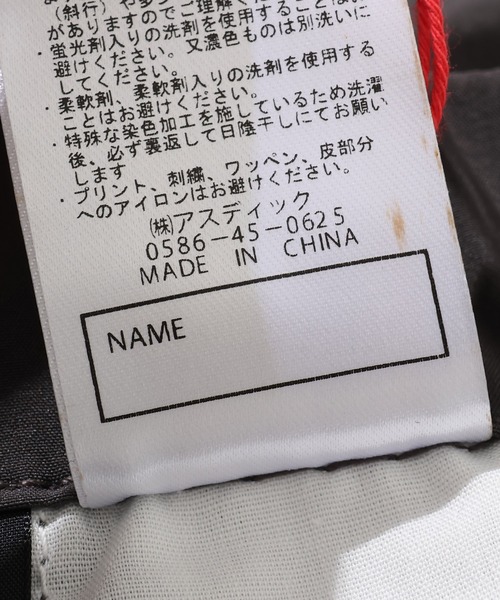 (斜行)や多少
がありますのでご理解ください。
・蛍光剤入りの洗剤を使用することはお
避けください。又濃色ものは別洗いに
してください。
・柔軟剤、柔軟剤入りの洗剤を使用する
ことはお避けください。
・特殊な染色加工を施しているため洗濯
後、必ず裏返して日陰干しにてお願い
します
・プリント、刺繍、ワッペン、皮部分
へのアイロンはお避けください。
(株)アスディック
0586-45-0625
MADE IN CHINA
NAME